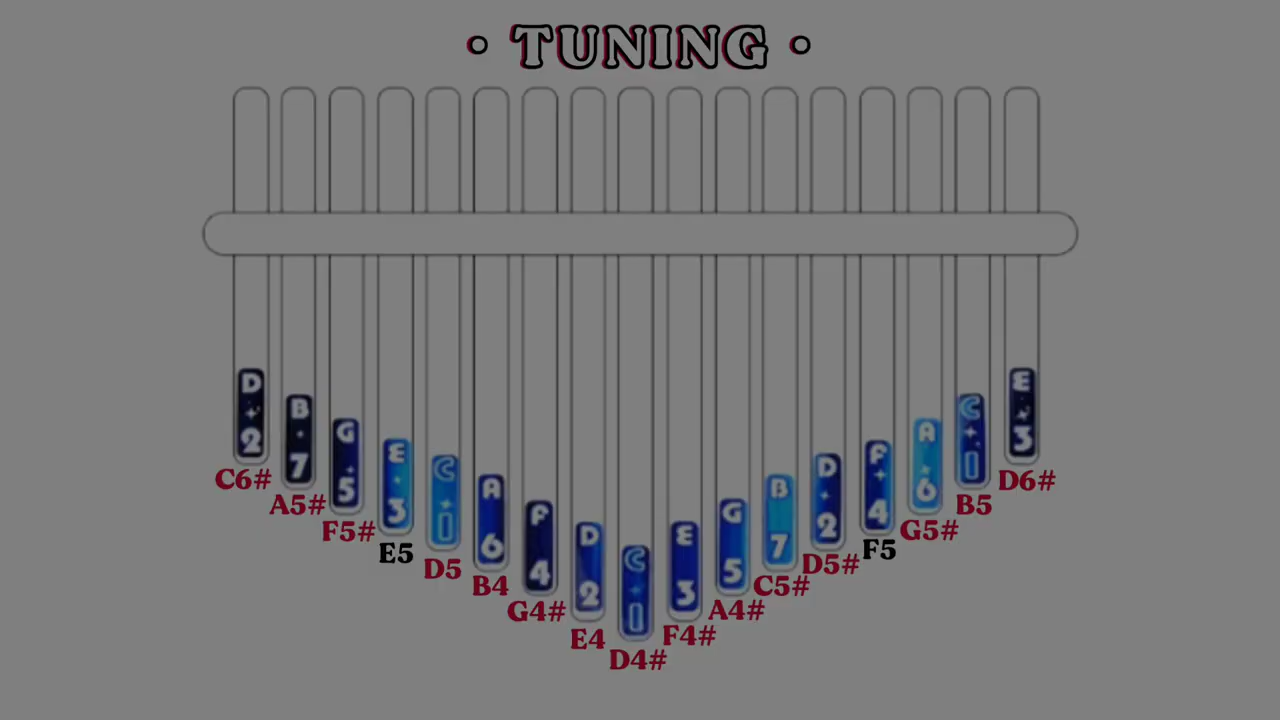 • TUNING •
D B G E C A F D C E G B D F A C E
2 7 5 3 1 6 4 2 1 3 5 7 2 4 6 1 3
C6# A5# F5# E5 D5 B4 G4# E4 D4# F4# A4# C5# D5# F5 G5# B5 D6#